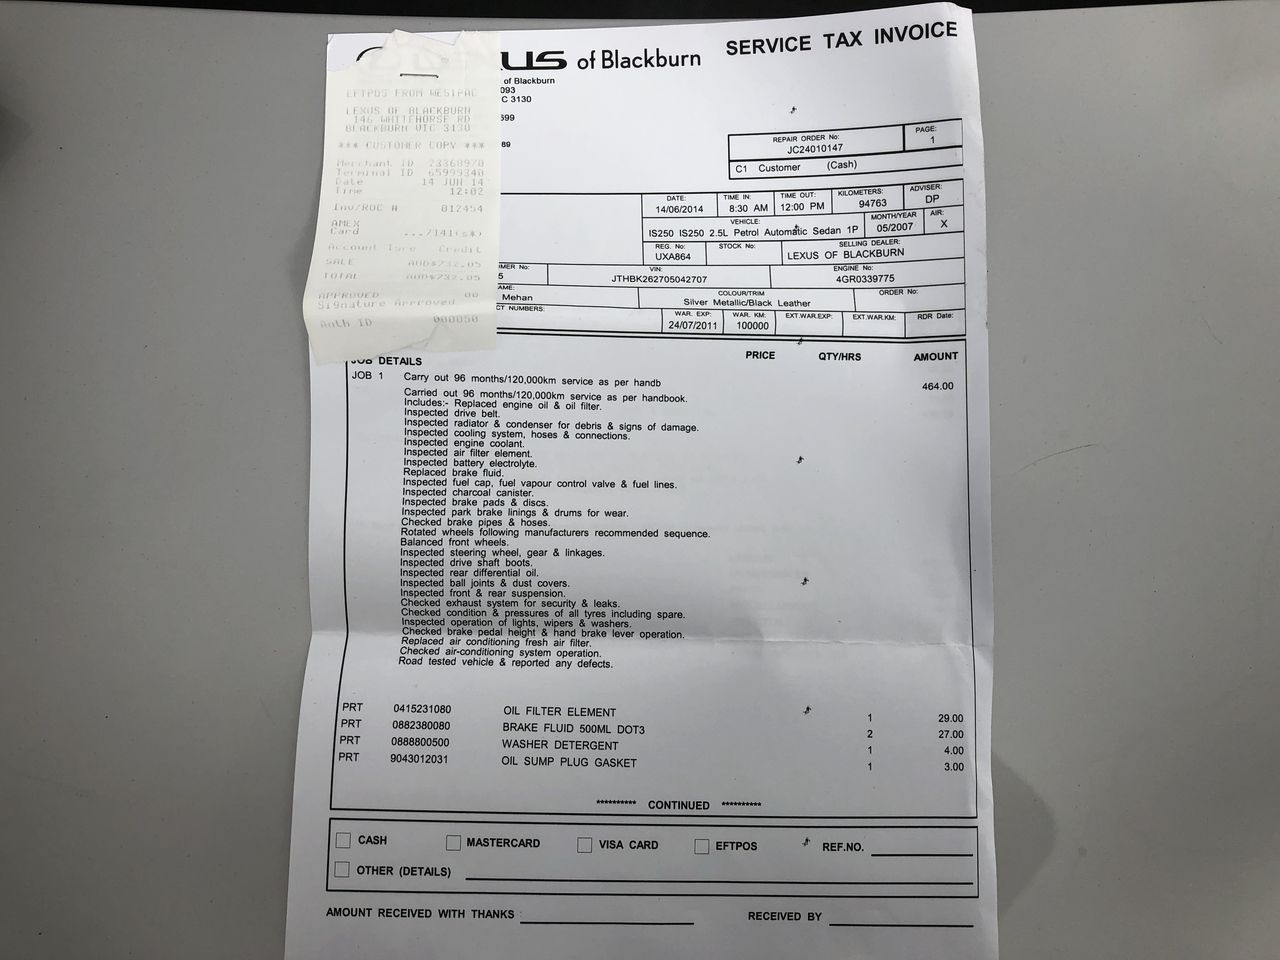 US of Blackburn
SERVICE TAX INVOICE
of Blackburn
093
C 3130
699
89
EFTPOS FROM WESTPAC
LEXUS OF BLACKBURN
146 WHITEHORSE RD
BLACKBURN VIC 3130
*** CUSTOMER COPY ***
Merchant ID 23368970
Terminal ID 65999340
Date 14 JUN 14
Time 12:02
Inv/ROC # 012454
AMEX
Card .../141(s*)
Account Type Credit
SALE AUD$732.05
TOTAL AUD$732.05
APPROVED 00
Signature Approved
Auth ID 000050
REPAIR ORDER No:
JC24010147
PAGE:
1
C1 Customer (Cash)
DATE:
14/06/2014
TIME IN:
8:30 AM
TIME OUT:
12:00 PM
KILOMETERS:
94763
ADVISER:
DP
VEHICLE:
IS250 IS250 2.5L Petrol Automatic Sedan 1P
MONTH/YEAR
05/2007
AIR:
X
REG. No:
UXA864
STOCK No:
SELLING DEALER:
LEXUS OF BLACKBURN
MER No:
5
VIN:
JTHBK262705042707
ENGINE No:
4GR0339775
AME:
Mehan
COLOUR/TRIM
Silver Metallic/Black Leather
ORDER No:
CT NUMBERS:
WAR. EXP:
24/07/2011
WAR. KM:
100000
EXT.WAR.EXP:
EXT.WAR.KM:
RDR Date:
JOB DETAILS PRICE QTY/HRS AMOUNT
JOB 1 Carry out 96 months/120,000km service as per handb 464.00
Carried out 96 months/120,000km service as per handbook.
Includes:- Replaced engine oil & oil filter.
Inspected drive belt.
Inspected radiator & condenser for debris & signs of damage.
Inspected cooling system, hoses & connections.
Inspected engine coolant.
Inspected air filter element.
Inspected battery electrolyte.
Replaced brake fluid.
Inspected fuel cap, fuel vapour control valve & fuel lines.
Inspected charcoal canister.
Inspected brake pads & discs.
Inspected park brake linings & drums for wear.
Checked brake pipes & hoses.
Rotated wheels following manufacturers recommended sequence.
Balanced front wheels.
Inspected steering wheel, gear & linkages.
Inspected drive shaft boots.
Inspected rear differential oil.
Inspected ball joints & dust covers.
Inspected front & rear suspension.
Checked exhaust system for security & leaks.
Checked condition & pressures of all tyres including spare.
Inspected operation of lights, wipers & washers.
Checked brake pedal height & hand brake lever operation.
Replaced air conditioning fresh air filter.
Checked air-conditioning system operation.
Road tested vehicle & reported any defects.
PRT 0415231080 OIL FILTER ELEMENT 1 29.00
PRT 0882380080 BRAKE FLUID 500ML DOT3 2 27.00
PRT 0888800500 WASHER DETERGENT 1 4.00
PRT 9043012031 OIL SUMP PLUG GASKET 1 3.00
********** CONTINUED **********
CASH MASTERCARD VISA CARD EFTPOS REF.NO.
OTHER (DETAILS)
AMOUNT RECEIVED WITH THANKS RECEIVED BY